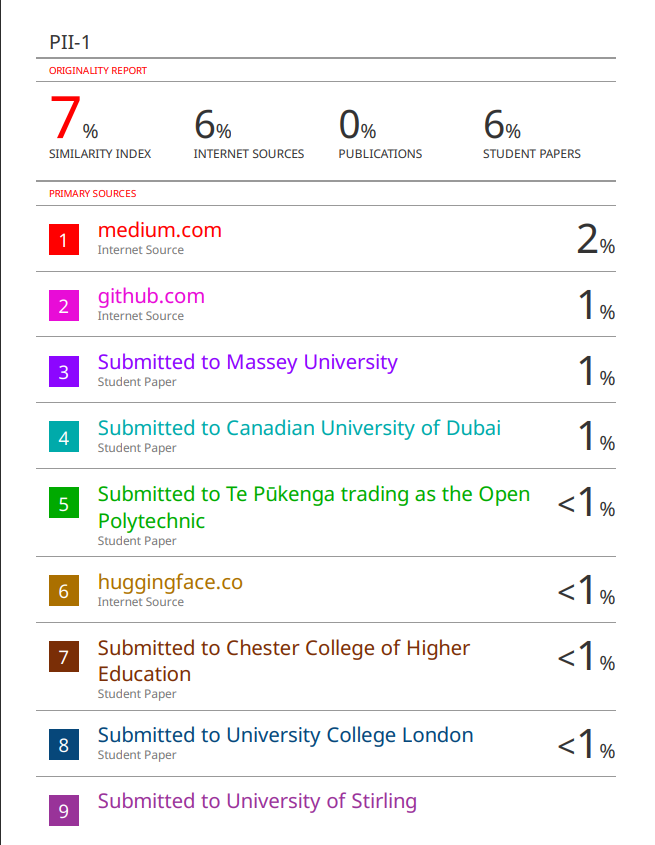 PII-1
ORIGINALITY REPORT
7% 6% 0% 6%
SIMILARITY INDEX INTERNET SOURCES PUBLICATIONS STUDENT PAPERS
PRIMARY SOURCES
1 medium.com 2%
Internet Source
2 github.com 1%
Internet Source
3 Submitted to Massey University 1%
Student Paper
4 Submitted to Canadian University of Dubai 1%
Student Paper
5 Submitted to Te Pūkenga trading as the Open <1%
Polytechnic
Student Paper
6 huggingface.co <1%
Internet Source
7 Submitted to Chester College of Higher <1%
Education
Student Paper
8 Submitted to University College London <1%
Student Paper
9 Submitted to University of Stirling